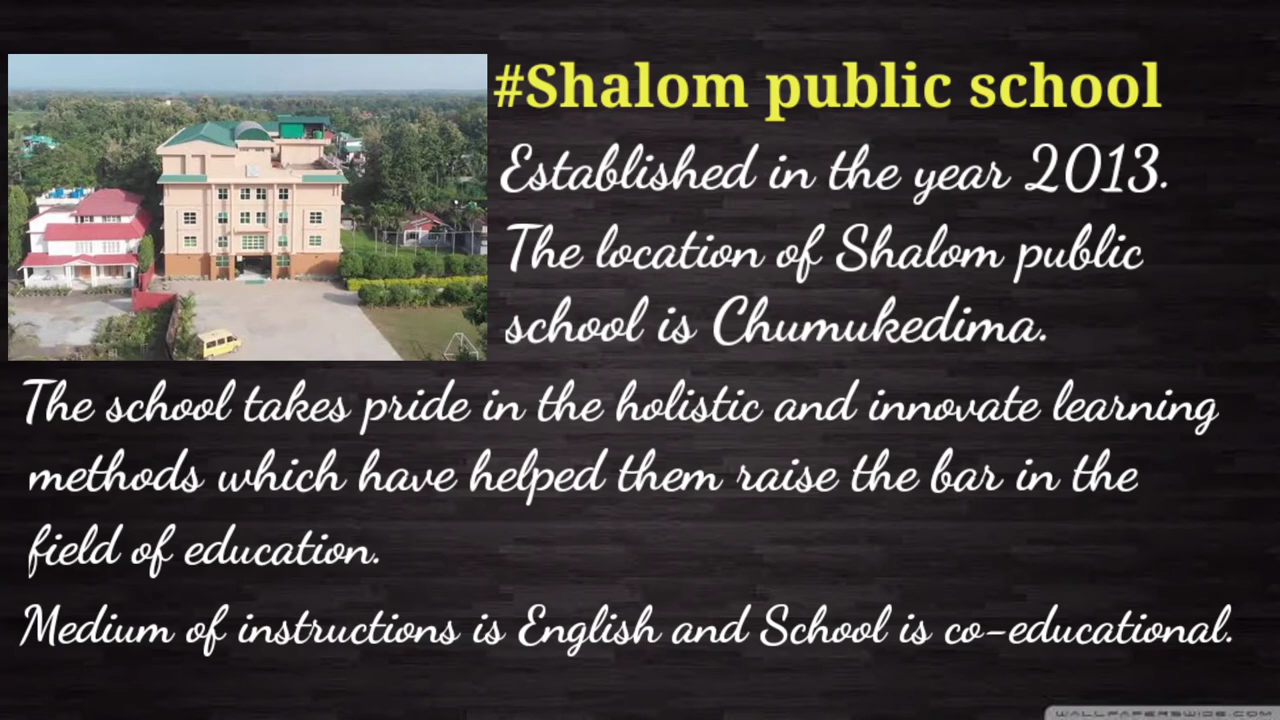 #Shalom public school
Established in the year 2013.
The location of Shalom public
school is Chumukedima.
The school takes pride in the holistic and innovate learning
methods which have helped them raise the bar in the
field of education.
Medium of instructions is English and School is co-educational.
WALLPAPERSWIDE.COM